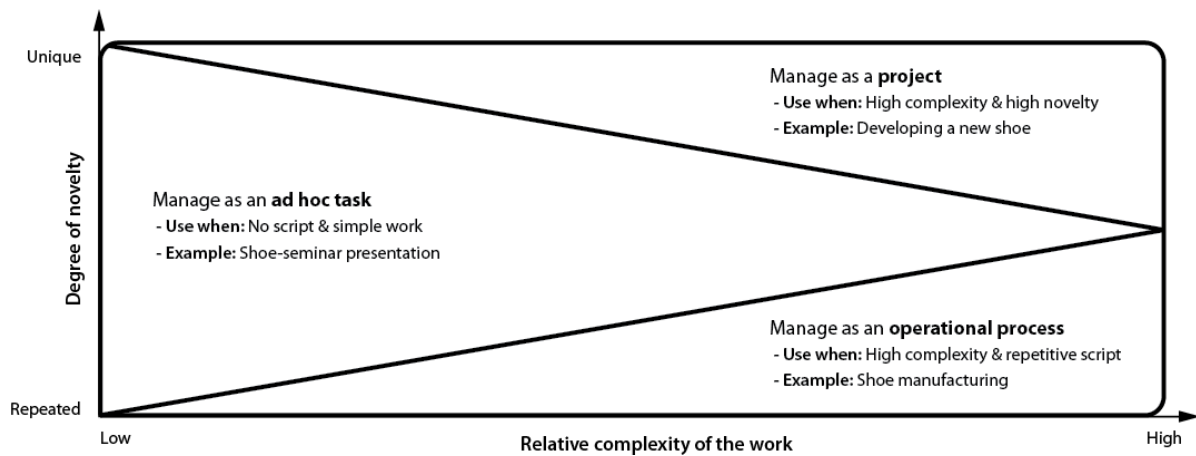 Unique
Degree of novelty
Repeated
Manage as a project
- Use when: High complexity & high novelty
- Example: Developing a new shoe
Manage as an ad hoc task
- Use when: No script & simple work
- Example: Shoe-seminar presentation
Manage as an operational process
- Use when: High complexity & repetitive script
- Example: Shoe manufacturing
Low
Relative complexity of the work
High